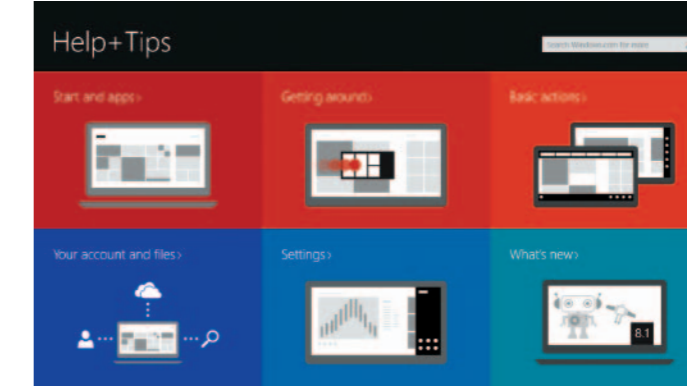 Help+Tips
Search Windows.com for more
Start and apps>
Getting around>
Basic actions>
Your account and files>
Settings>
What's new>
8.1